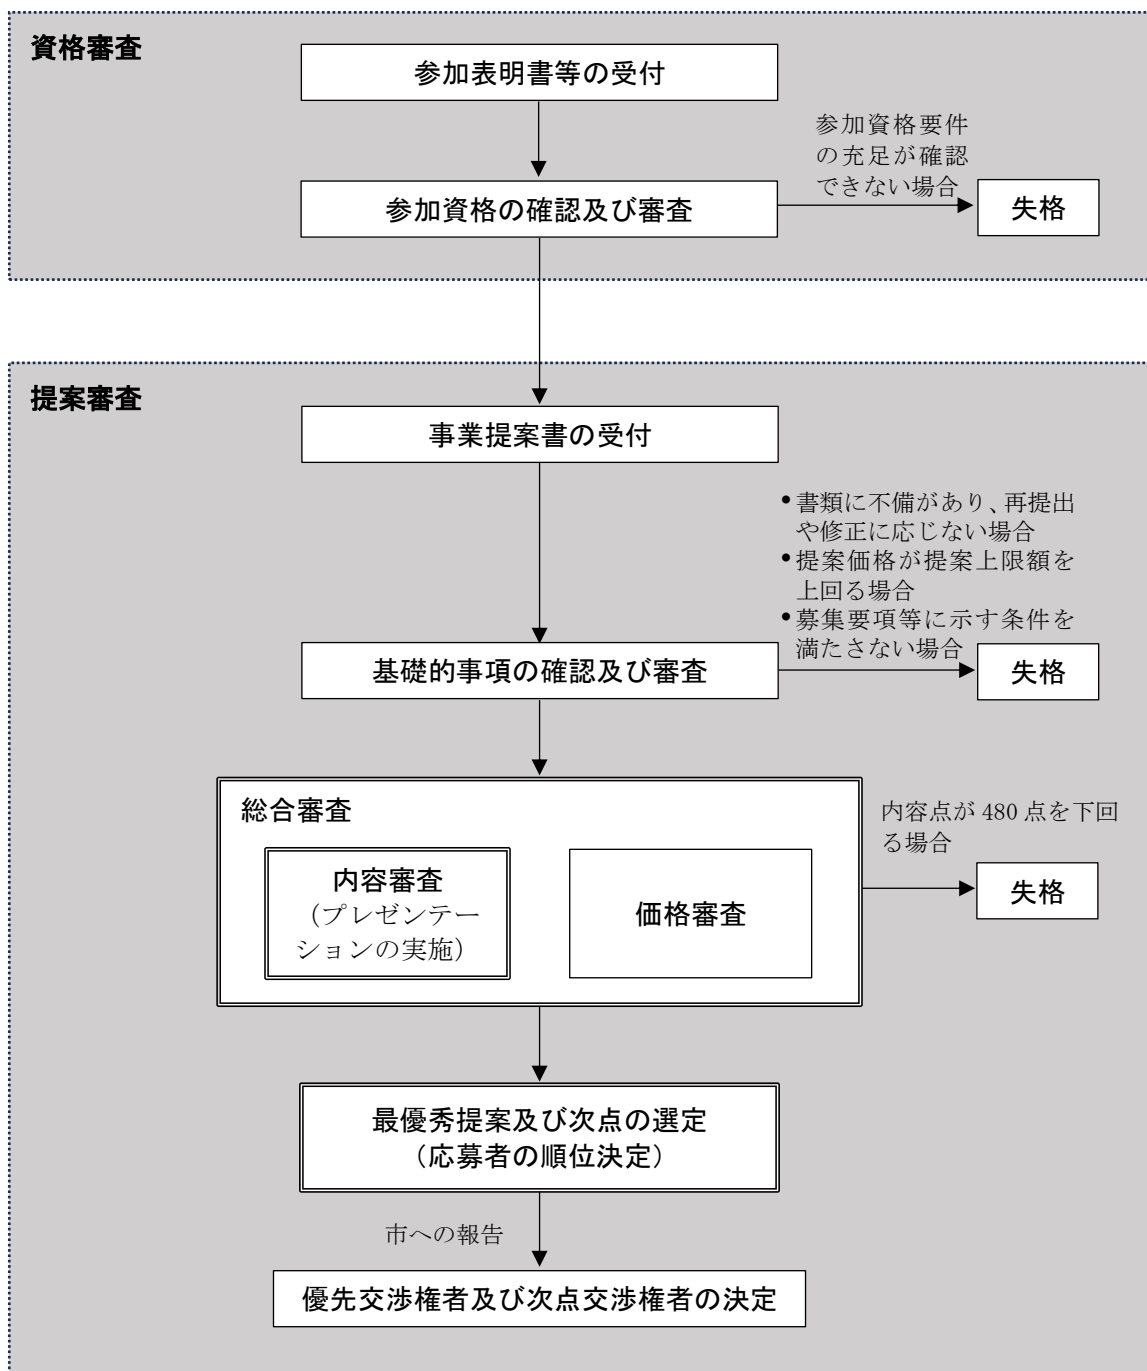 資格審査
参加表明書等の受付
参加資格要件
の充足が確認
できない場合
参加資格の確認及び審査
失格
提案審査
事業提案書の受付
•書類に不備があり、再提出
や修正に応じない場合
•提案価格が提案上限額を
上回る場合
•募集要項等に示す条件を
満たさない場合
基礎的事項の確認及び審査
失格
総合審査
内容審査
（プレゼンテー
ションの実施）
価格審査
内容点が 480 点を下回
る場合
失格
最優秀提案及び次点の選定
（応募者の順位決定）
市への報告
優先交渉権者及び次点交渉権者の決定